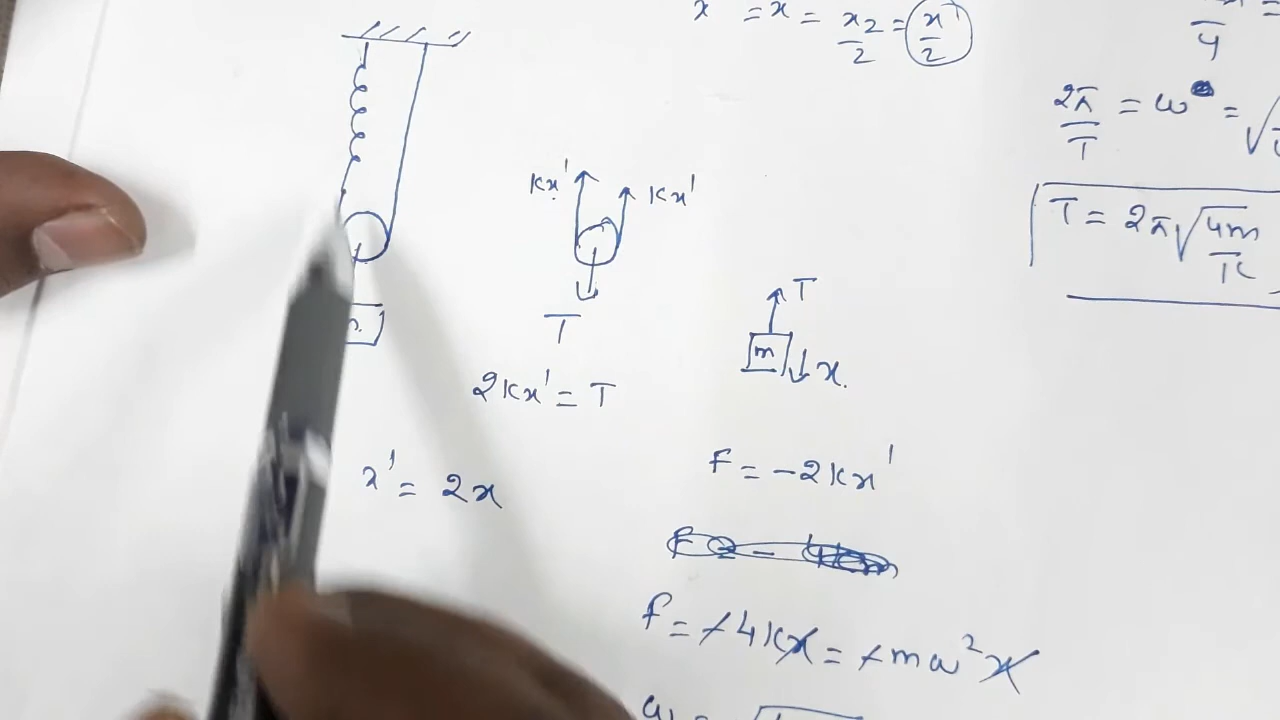 x = x = x2/2 = x'/2
4
2π/T = ω = √
T = 2π √4m/K
kx' kx'
T
2kx' = T
T
m x.
x' = 2x
F = -2kx'
F = -4kx = -mω²x